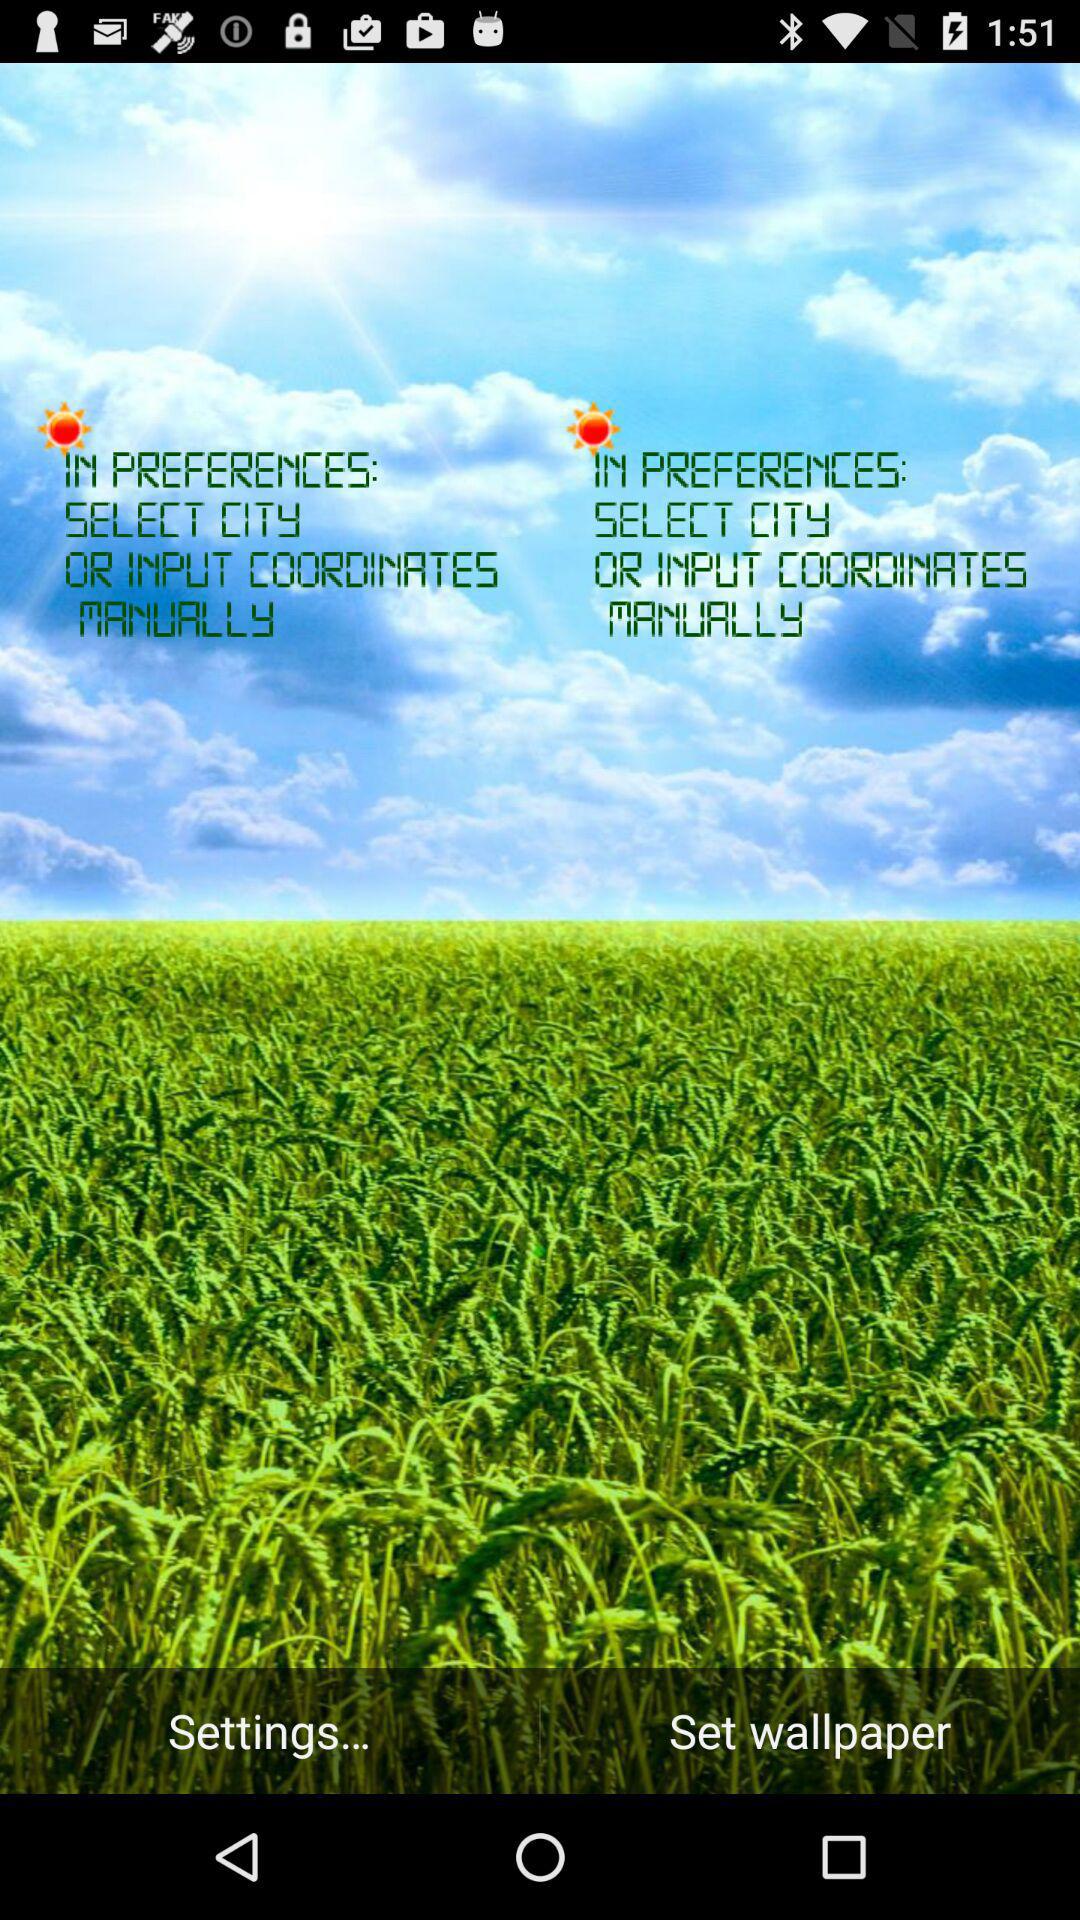 FAKE
1:51
IN PREFERENCES:
SELECT CITY
OR INPUT COORDINATES
MANUALLY
IN PREFERENCES:
SELECT CITY
OR INPUT COORDINATES
MANUALLY
Settings...
Set wallpaper